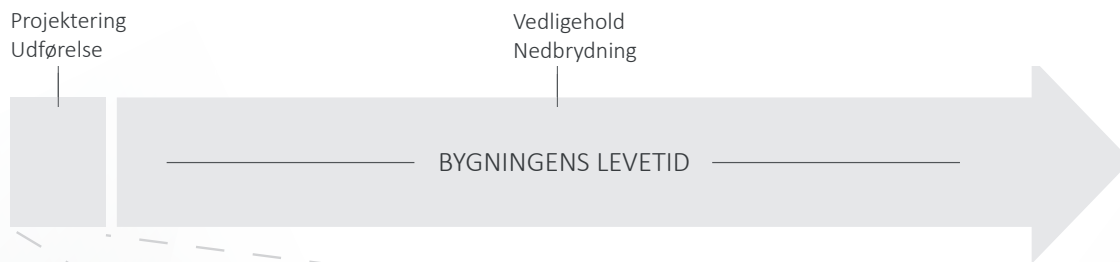 Projektering
Udførelse
Vedligehold
Nedbrydning
BYGNINGENS LEVETID